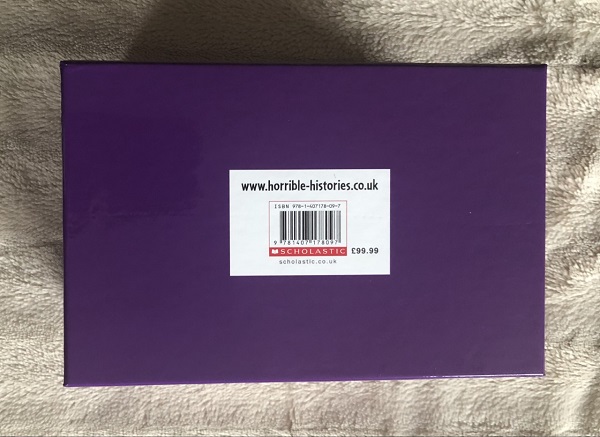 www.horrible-histories.co.uk
ISBN 978-1-407178-09-7
9 781407 178097
SCHOLASTIC £99.99
scholastic.co.uk